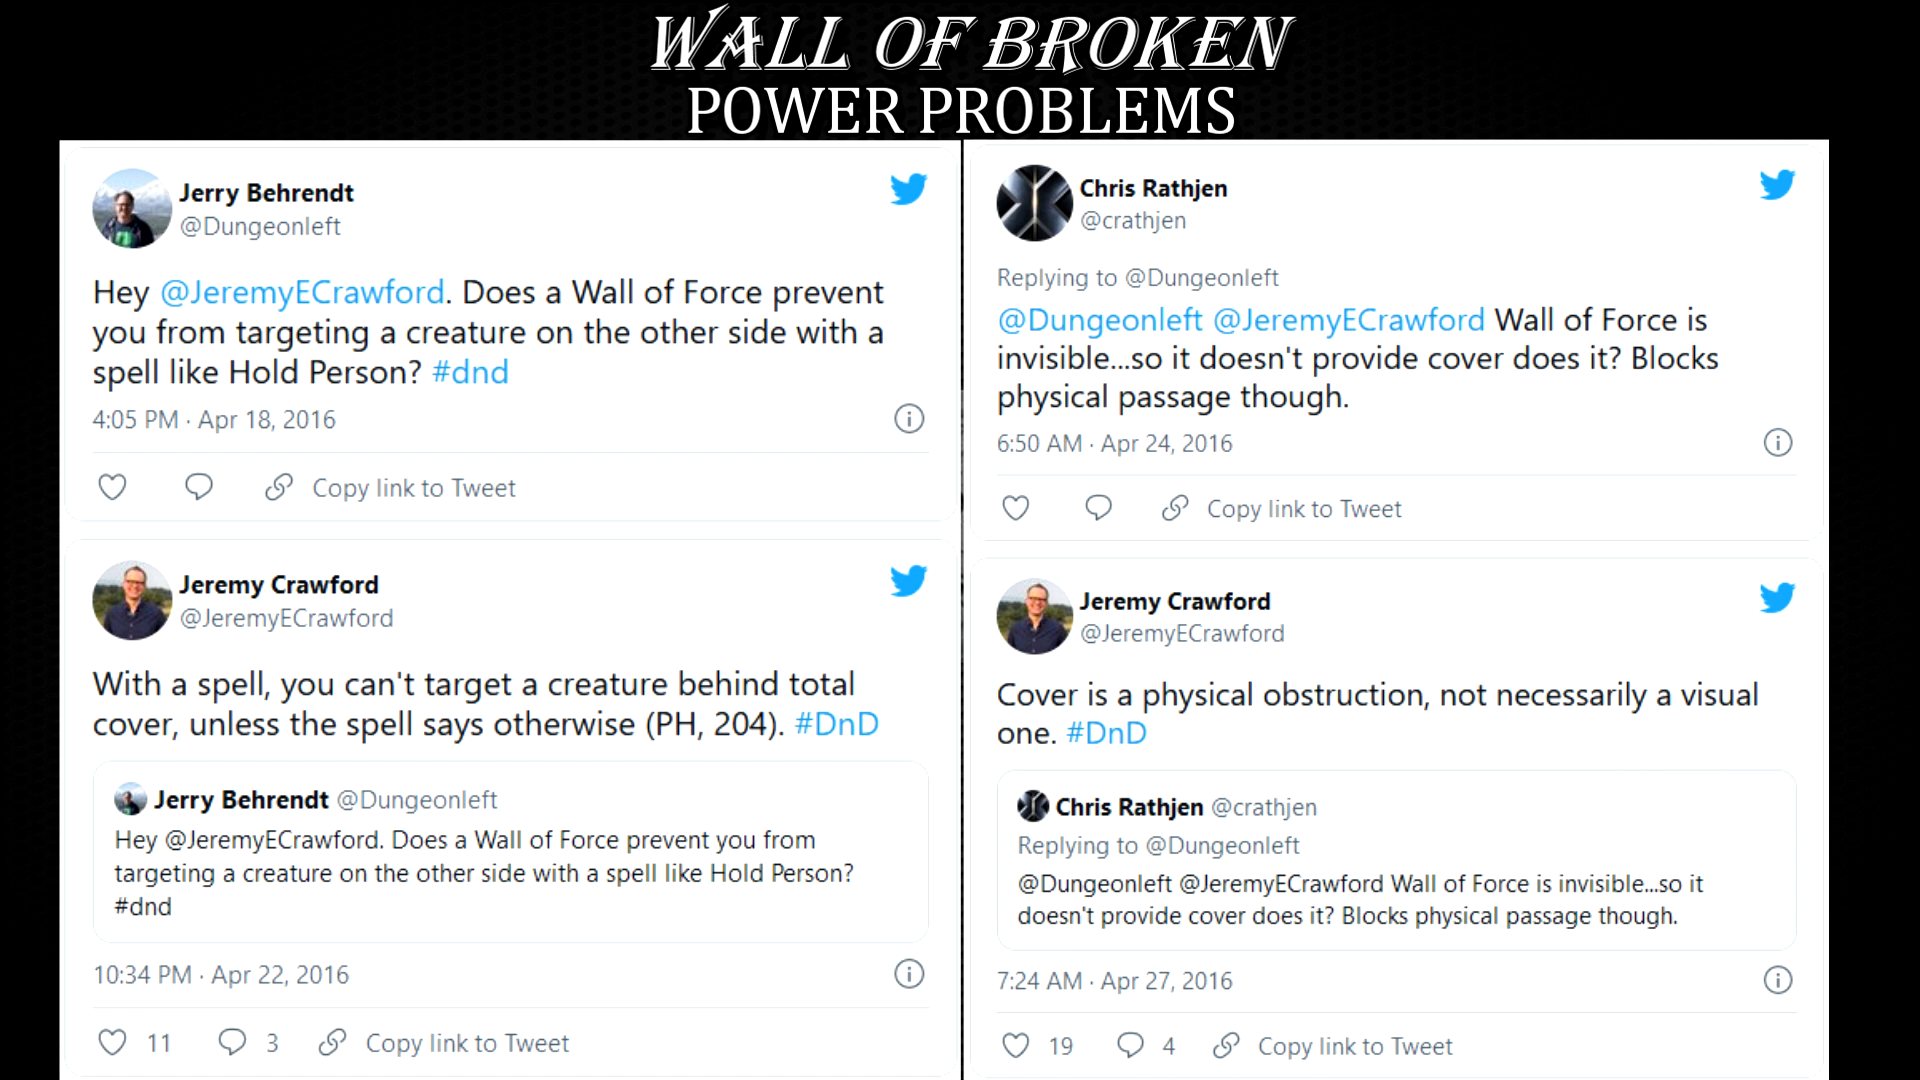 WALL OF BROKEN
POWER PROBLEMS
Jerry Behrendt
@Dungeonleft
Hey @JeremyECrawford. Does a Wall of Force prevent
you from targeting a creature on the other side with a
spell like Hold Person? #dnd
4:05 PM · Apr 18, 2016
Copy link to Tweet
Jeremy Crawford
@JeremyECrawford
With a spell, you can't target a creature behind total
cover, unless the spell says otherwise (PH, 204). #DnD
Jerry Behrendt @Dungeonleft
Hey @JeremyECrawford. Does a Wall of Force prevent you from
targeting a creature on the other side with a spell like Hold Person?
#dnd
10:34 PM · Apr 22, 2016
11 3 Copy link to Tweet
Chris Rathjen
@crathjen
Replying to @Dungeonleft
@Dungeonleft @JeremyECrawford Wall of Force is
invisible...so it doesn't provide cover does it? Blocks
physical passage though.
6:50 AM · Apr 24, 2016
Copy link to Tweet
Jeremy Crawford
@JeremyECrawford
Cover is a physical obstruction, not necessarily a visual
one. #DnD
Chris Rathjen @crathjen
Replying to @Dungeonleft
@Dungeonleft @JeremyECrawford Wall of Force is invisible...so it
doesn't provide cover does it? Blocks physical passage though.
7:24 AM · Apr 27, 2016
19 4 Copy link to Tweet